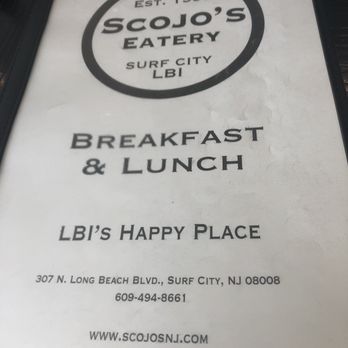 EST.
SCOJO'S
EATERY
SURF CITY
LBI
BREAKFAST
& LUNCH
LBI'S HAPPY PLACE
307 N. LONG BEACH BLVD., SURF CITY, NJ 08008
609-494-8661
WWW.SCOJOSNJ.COM